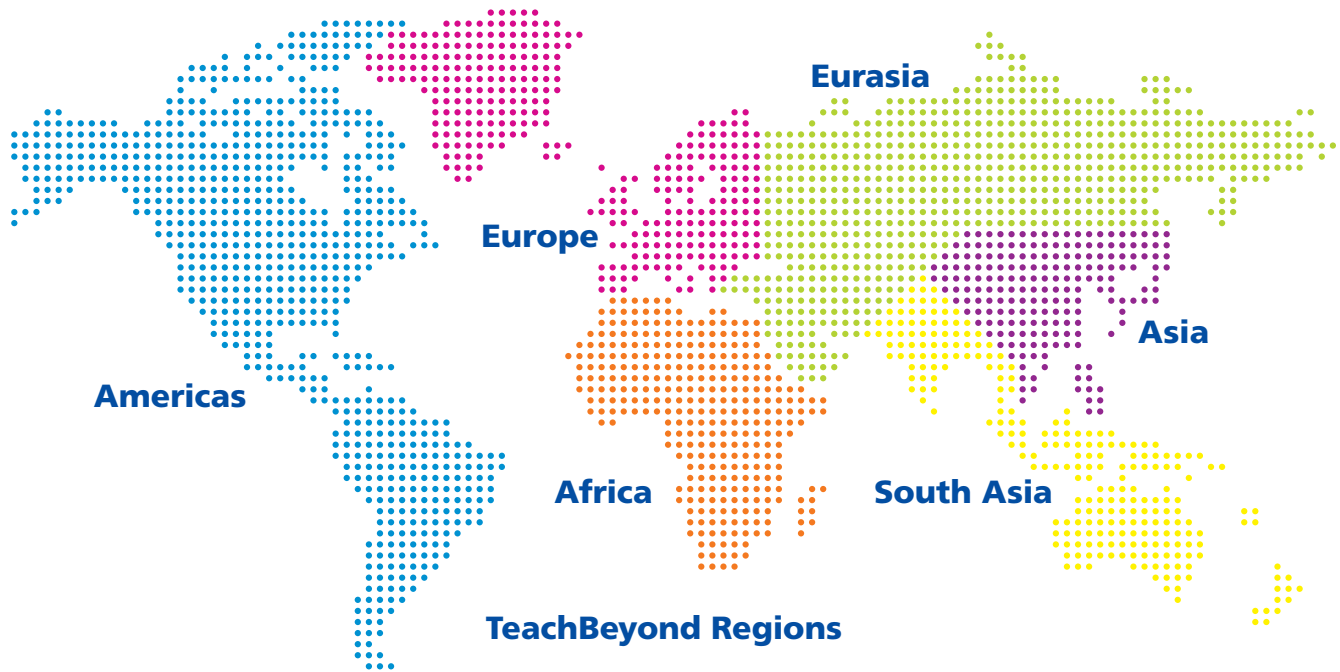 Eurasia
Europe
Asia
Americas
Africa
South Asia
TeachBeyond Regions